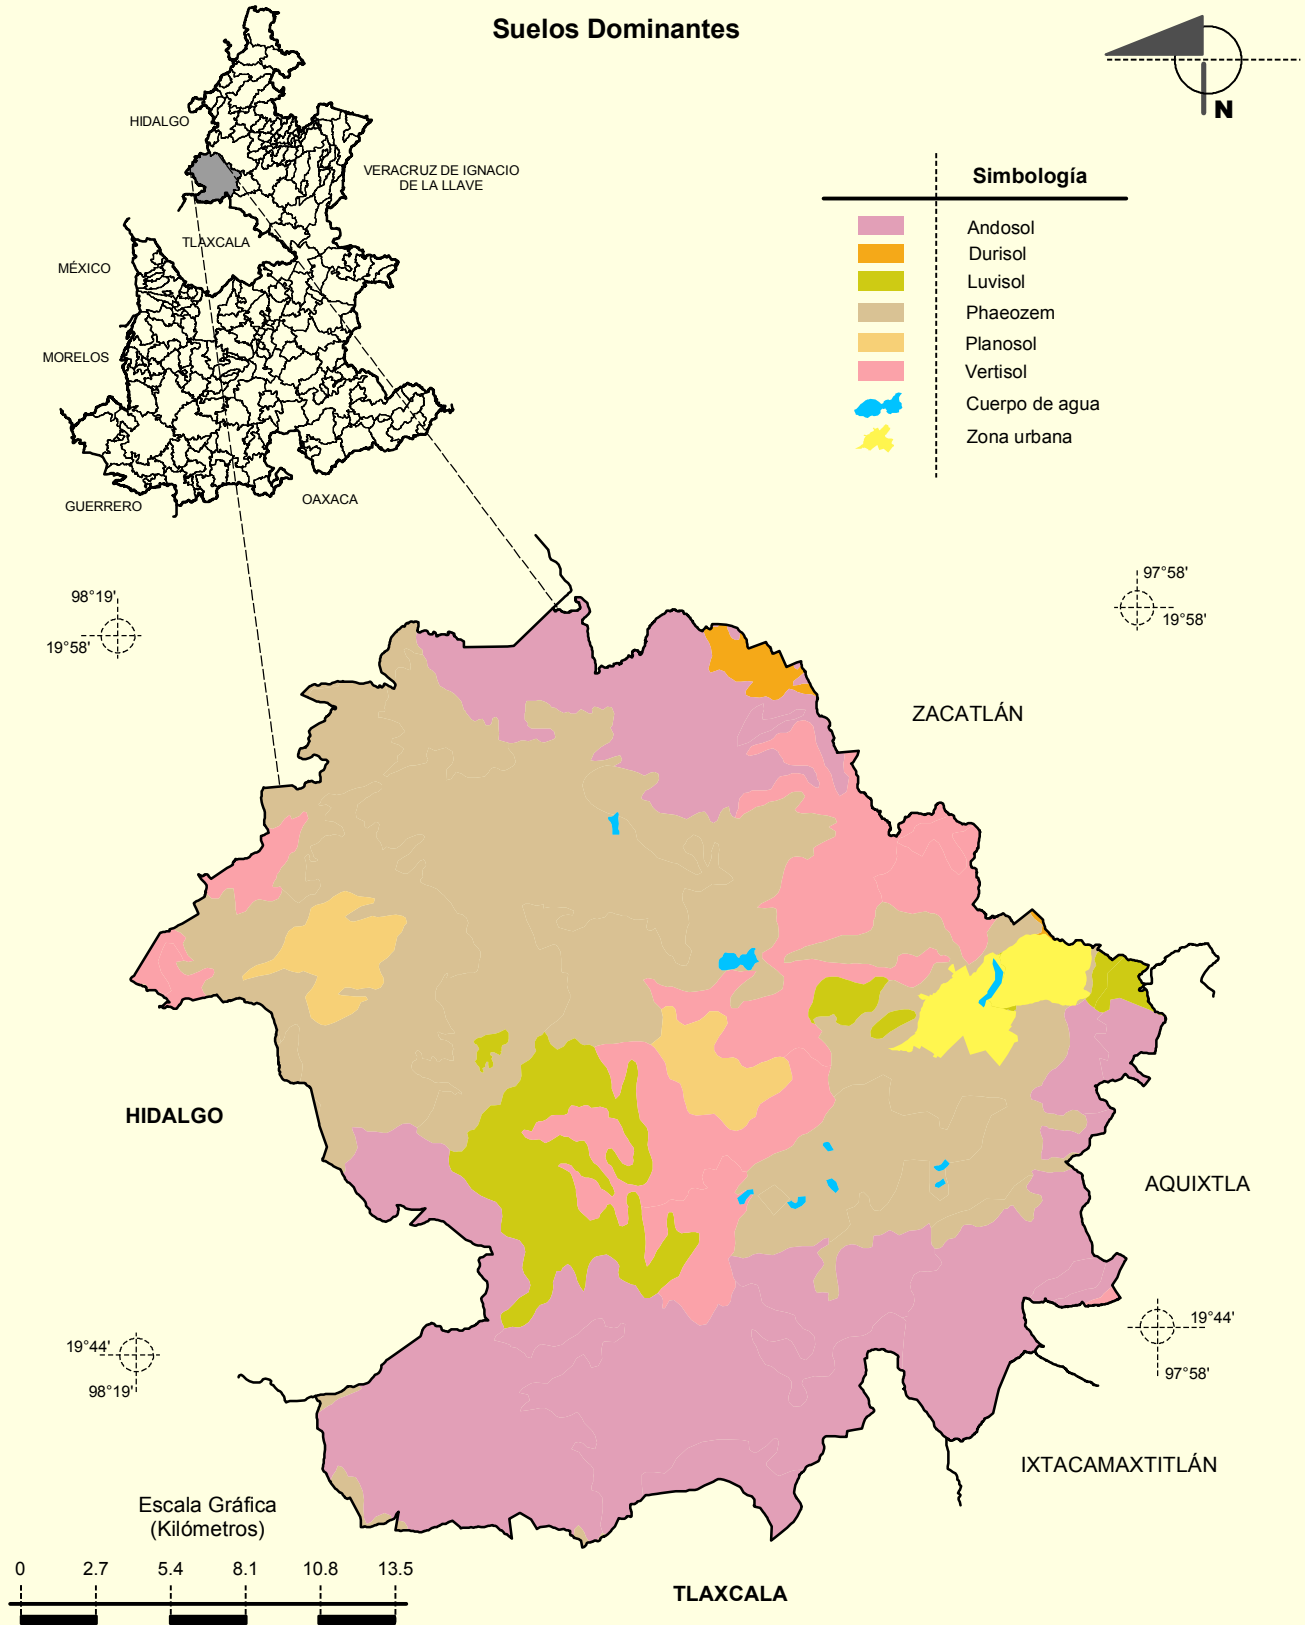 Suelos Dominantes
N
HIDALGO
VERACRUZ DE IGNACIO
DE LA LLAVE
TLAXCALA
MÉXICO
MORELOS
GUERRERO
OAXACA
Simbología
Andosol
Durisol
Luvisol
Phaeozem
Planosol
Vertisol
Cuerpo de agua
Zona urbana
98°19'
19°58'
97°58'
19°58'
ZACATLÁN
HIDALGO
AQUIXTLA
19°44'
98°19'
19°44'
97°58'
IXTACAMAXTITLÁN
TLAXCALA
Escala Gráfica
(Kilómetros)
0 2.7 5.4 8.1 10.8 13.5